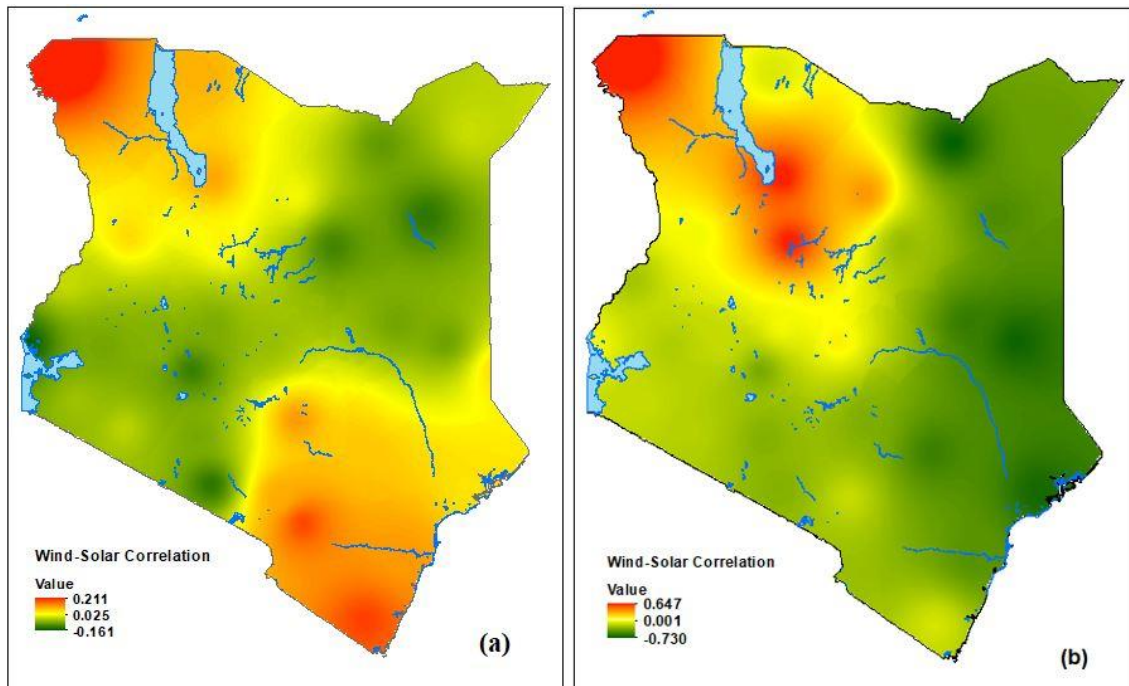 Wind-Solar Correlation
Value
0.211
0.025
-0.161
(a)
Wind-Solar Correlation
Value
0.647
0.001
-0.730
(b)